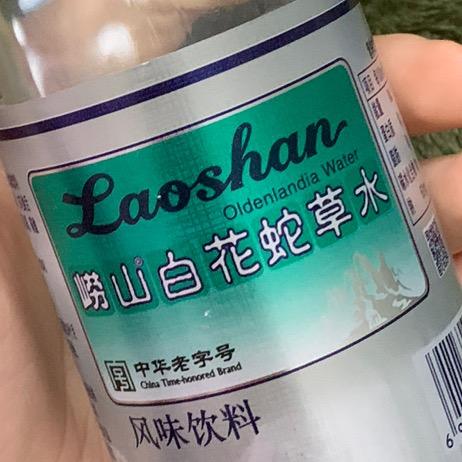 Laoshan
Oldenlandia Water
崂山白花蛇草水
中华老字号
China Time-honored Brand
风味饮料